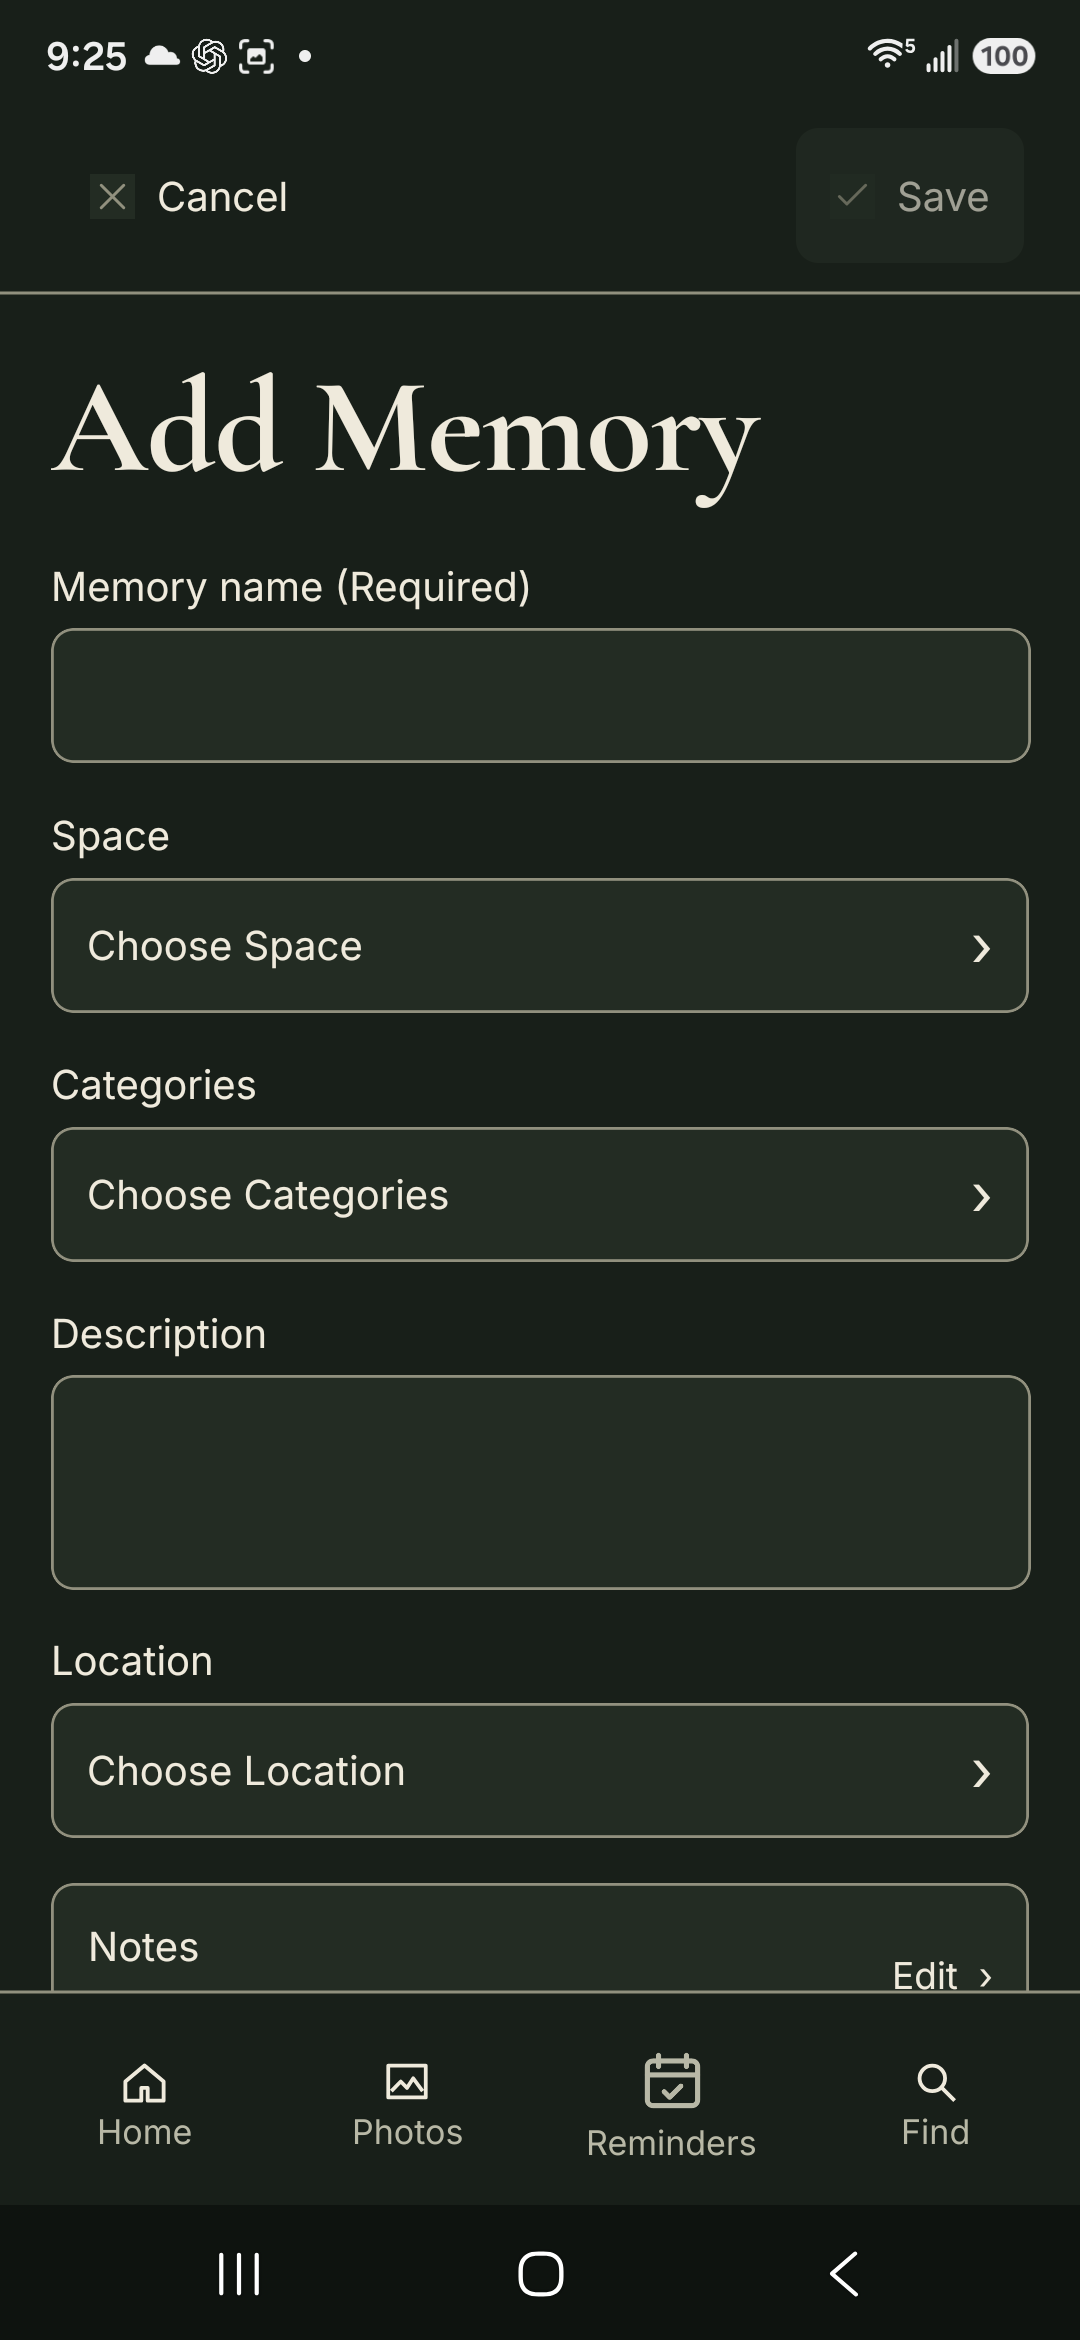 9:25
5
100
Cancel
Save
Add Memory
Memory name (Required)
Space
Choose Space
Categories
Choose Categories
Description
Location
Choose Location
Notes
Edit
Home
Photos
Reminders
Find